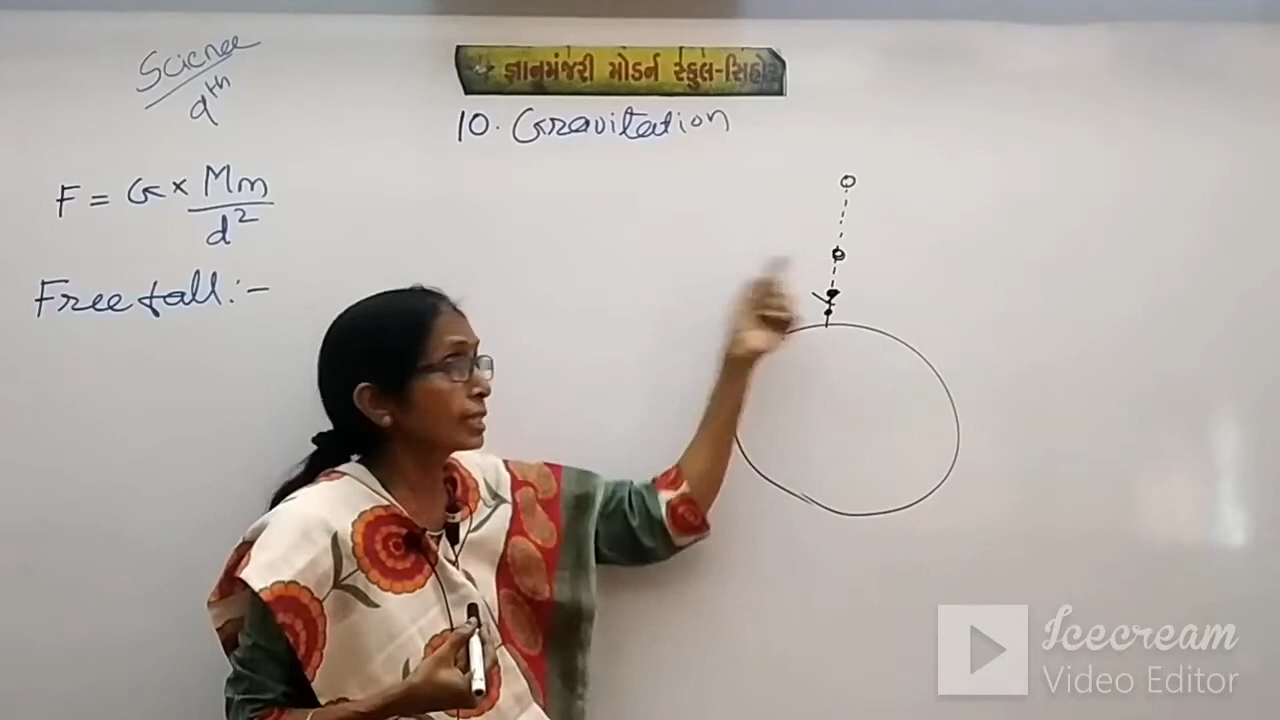 Science
9th
જ્ઞાનમંજરી મોડર્ન સ્કુલ-સિહોર
10. Gravitation
F = G × Mm
d²
Free fall :-
Icecream
Video Editor